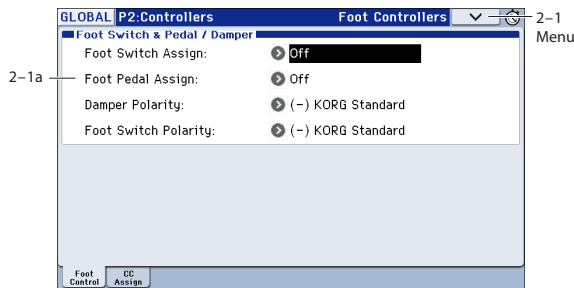 GLOBAL P2:Controllers Foot Controllers 2–1
Menu
Foot Switch & Pedal / Damper
Foot Switch Assign: Off
2–1a Foot Pedal Assign: Off
Damper Polarity: (-) KORG Standard
Foot Switch Polarity: (-) KORG Standard
Foot Control
CC Assign